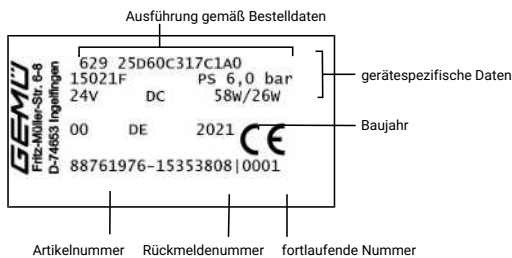 Ausführung gemäß Bestelldaten
GEMÜ
Fritz-Müller-Str. 6-8
D-74653 Ingelfingen
629 25D60C317C1A0
15021F PS 6,0 bar
24V DC 58W/26W
gerätespezifische Daten
00 DE 2021 CE
Baujahr
88761976-15353808|0001
Artikelnummer Rückmeldenummer fortlaufende Nummer